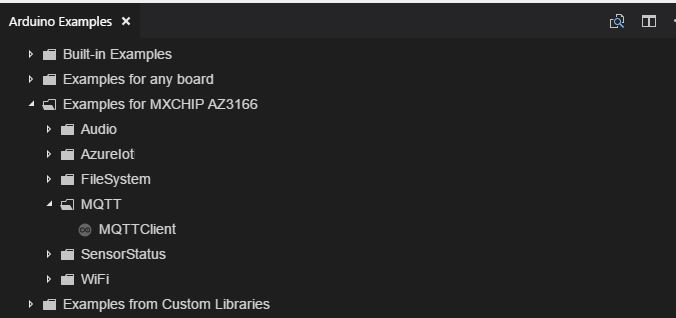 Arduino Examples
Built-in Examples
Examples for any board
Examples for MXCHIP AZ3166
Audio
AzureIot
FileSystem
MQTT
MQTTClient
SensorStatus
WiFi
Examples from Custom Libraries